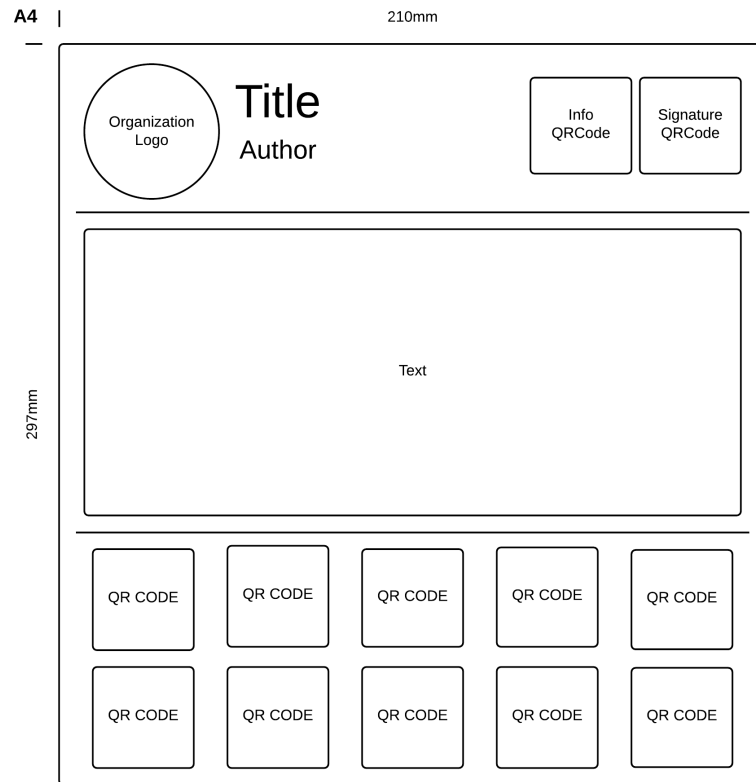 A4
210mm
Organization
Logo
Title
Author
Info
QRCode
Signature
QRCode
297mm
Text
QR CODE
QR CODE
QR CODE
QR CODE
QR CODE
QR CODE
QR CODE
QR CODE
QR CODE
QR CODE